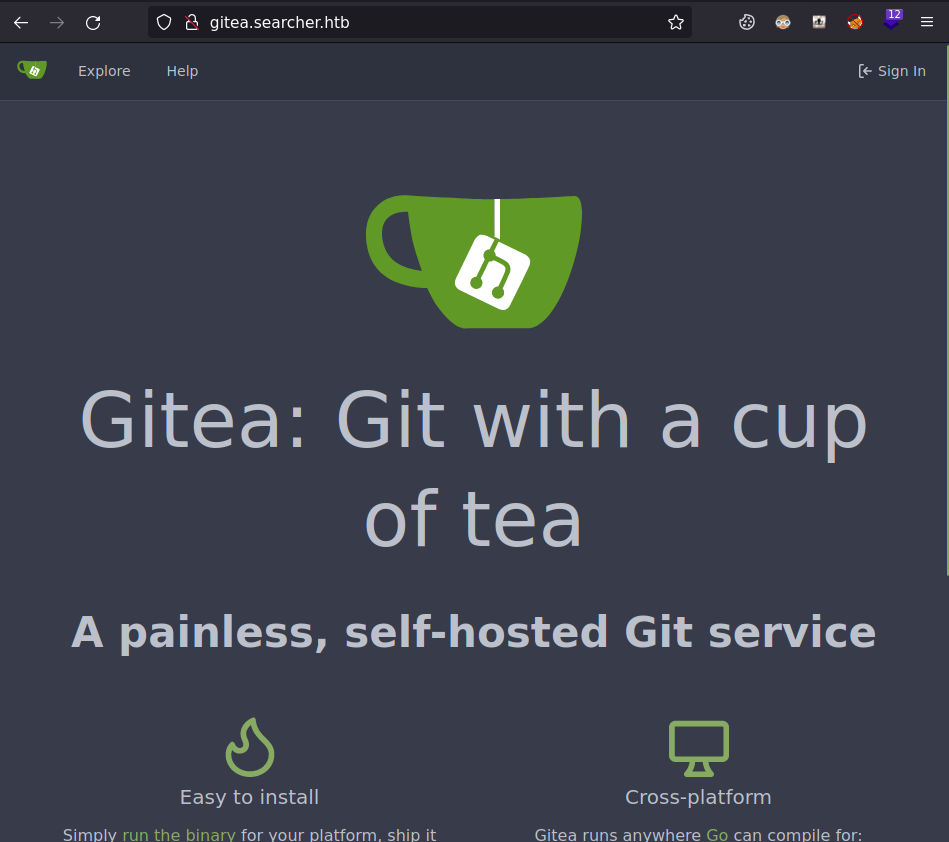 gitea.searcher.htb
12
Explore
Help
Sign In
Gitea: Git with a cup
of tea
A painless, self-hosted Git service
Easy to install
Cross-platform
Simply run the binary for your platform, ship it
Gitea runs anywhere Go can compile for: